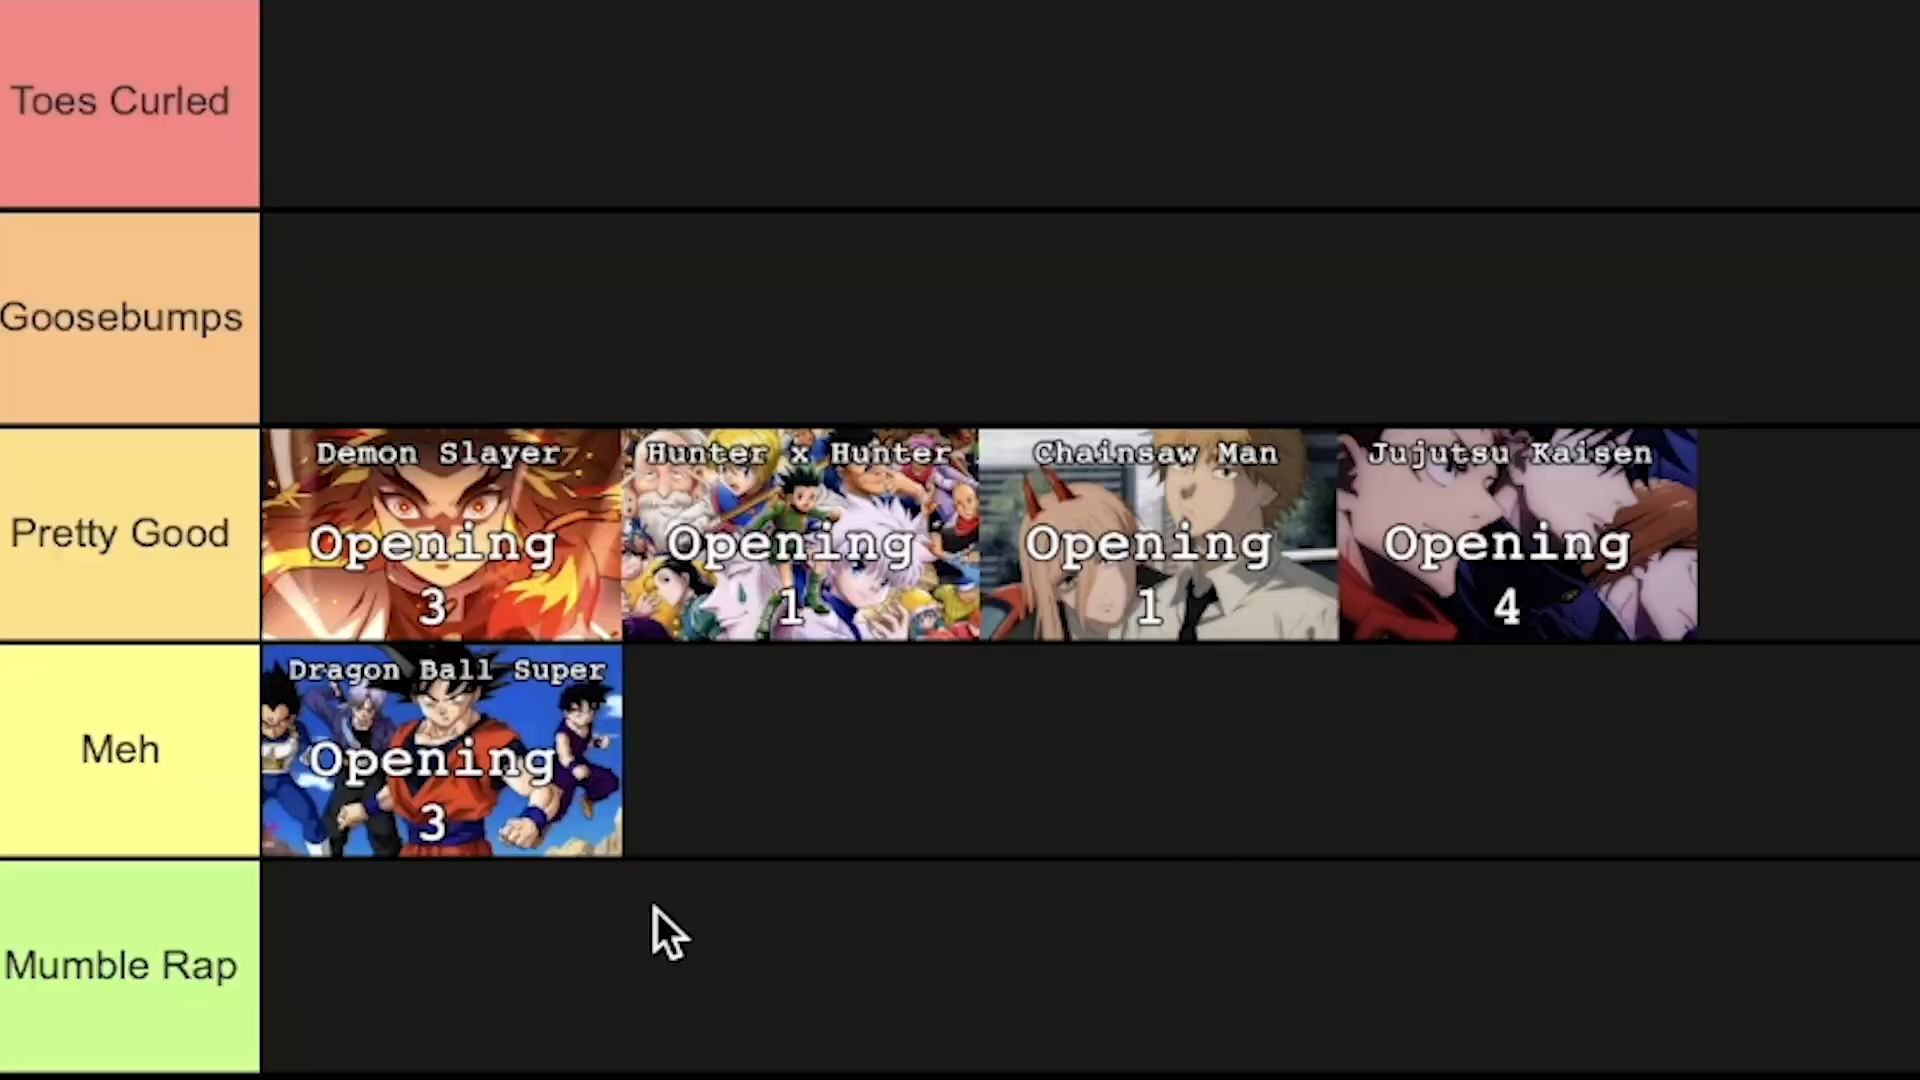 Toes Curled
Goosebumps
Pretty Good
Demon Slayer
Opening
3
Hunter x Hunter
Opening
1
Chainsaw Man
Opening
1
Jujutsu Kaisen
Opening
4
Meh
Dragon Ball Super
Opening
3
Mumble Rap